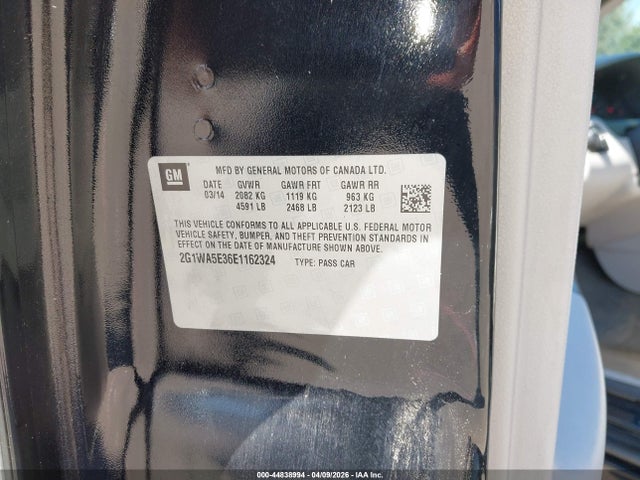 GM
MFD BY GENERAL MOTORS OF CANADA LTD.
DATE GVWR GAWR FRT GAWR RR
03/14 2082 KG 1119 KG 963 KG
4591 LB 2468 LB 2123 LB
THIS VEHICLE CONFORMS TO ALL APPLICABLE U.S. FEDERAL MOTOR
VEHICLE SAFETY, BUMPER, AND THEFT PREVENTION STANDARDS IN
EFFECT ON THE DATE OF MANUFACTURE SHOWN ABOVE.
2G1WA5E36E1162324 TYPE: PASS CAR
000-44838994 | 04/09/2026 | IAA Inc.